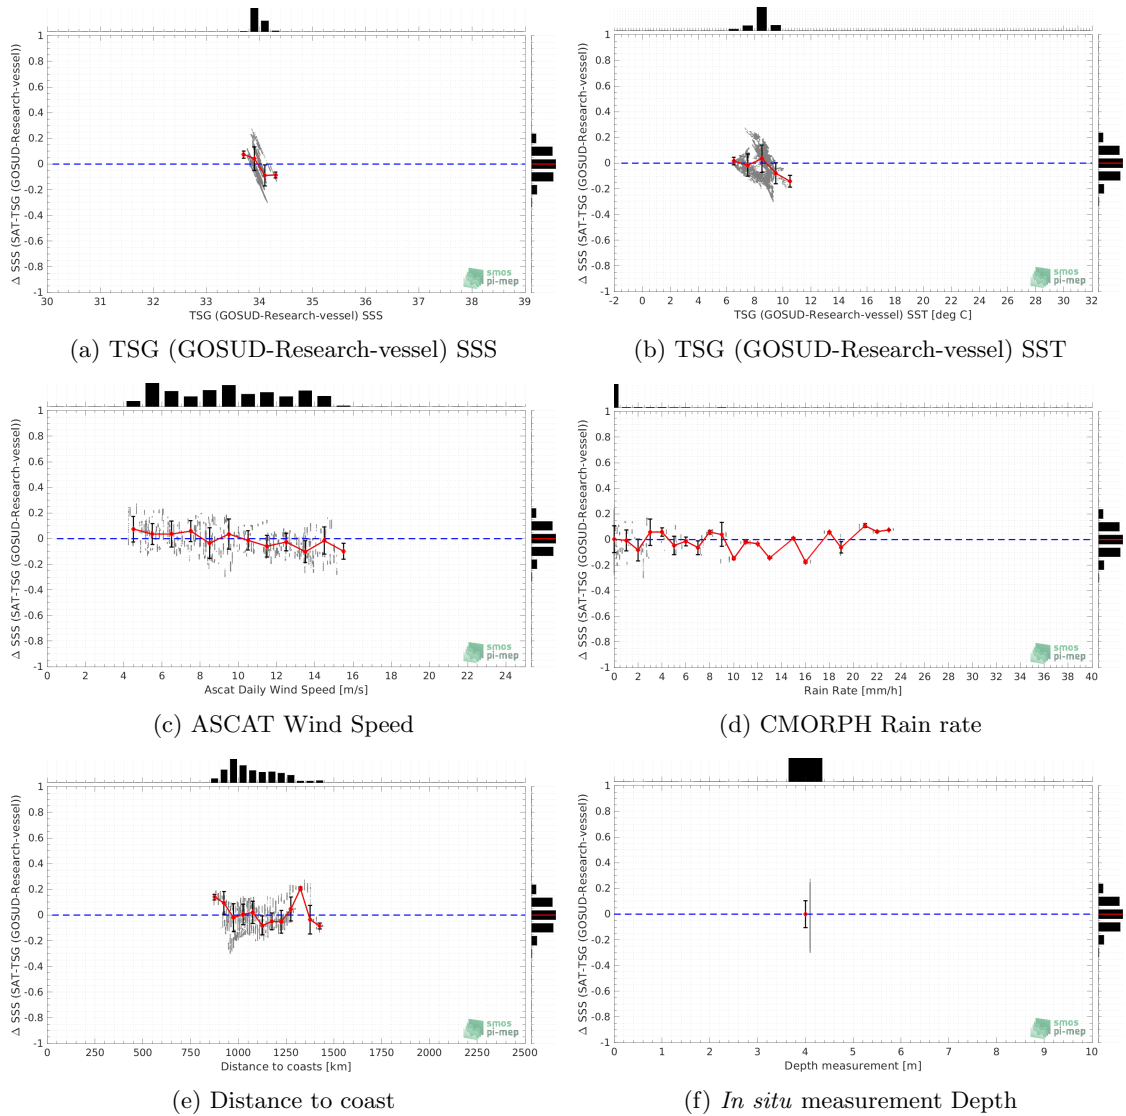 1
0.8
0.6
0.4
0.2
0
-0.2
-0.4
-0.6
-0.8
-1
Δ SSS (SAT-TSG (GOSUD-Research-vessel))
smos
pi-mep
30 31 32 33 34 35 36 37 38 39
TSG (GOSUD-Research-vessel) SSS
(a) TSG (GOSUD-Research-vessel) SSS
1
0.8
0.6
0.4
0.2
0
-0.2
-0.4
-0.6
-0.8
-1
Δ SSS (SAT-TSG (GOSUD-Research-vessel))
smos
pi-mep
-2 0 2 4 6 8 10 12 14 16 18 20 22 24 26 28 30 32
TSG (GOSUD-Research-vessel) SST [deg C]
(b) TSG (GOSUD-Research-vessel) SST
1
0.8
0.6
0.4
0.2
0
-0.2
-0.4
-0.6
-0.8
-1
Δ SSS (SAT-TSG (GOSUD-Research-vessel))
smos
pi-mep
0 2 4 6 8 10 12 14 16 18 20 22 24
Ascat Daily Wind Speed [m/s]
(c) ASCAT Wind Speed
1
0.8
0.6
0.4
0.2
0
-0.2
-0.4
-0.6
-0.8
-1
Δ SSS (SAT-TSG (GOSUD-Research-vessel))
smos
pi-mep
0 2 4 6 8 10 12 14 16 18 20 22 24 26 28 30 32 34 36 38 40
Rain Rate [mm/h]
(d) CMORPH Rain rate
1
0.8
0.6
0.4
0.2
0
-0.2
-0.4
-0.6
-0.8
-1
Δ SSS (SAT-TSG (GOSUD-Research-vessel))
smos
pi-mep
0 250 500 750 1000 1250 1500 1750 2000 2250 2500
Distance to coasts [km]
(e) Distance to coast
1
0.8
0.6
0.4
0.2
0
-0.2
-0.4
-0.6
-0.8
-1
Δ SSS (SAT-TSG (GOSUD-Research-vessel))
smos
pi-mep
0 1 2 3 4 5 6 7 8 9 10
Depth measurement [m]
(f) In situ measurement Depth